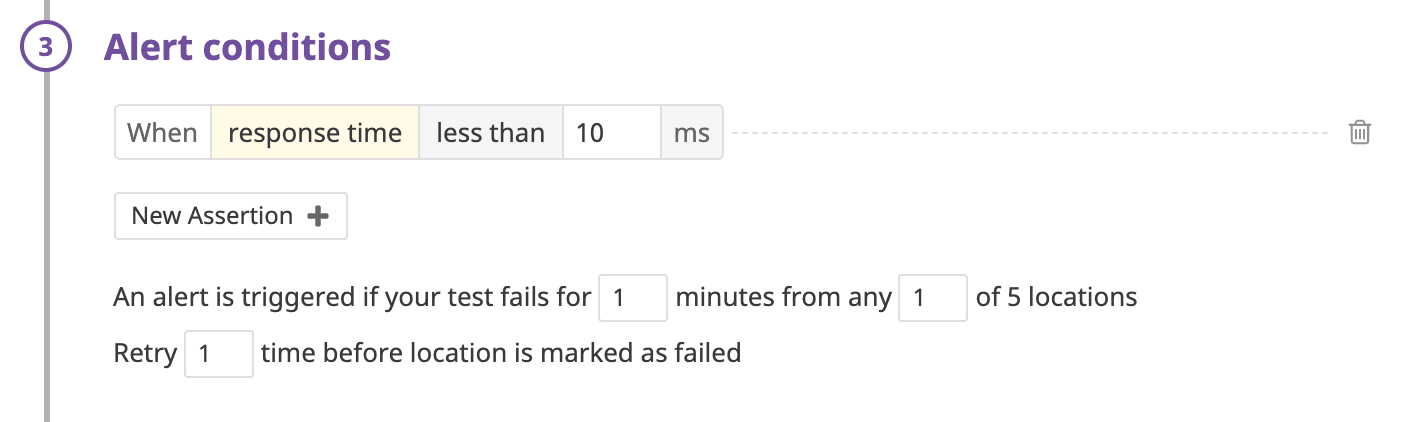 3 Alert conditions
When response time less than 10 ms
New Assertion +
An alert is triggered if your test fails for 1 minutes from any 1 of 5 locations
Retry 1 time before location is marked as failed